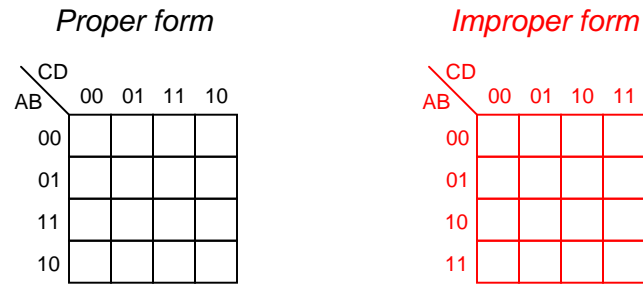 Proper form
CD
AB 00 01 11 10
00
01
11
10
Improper form
CD
AB 00 01 10 11
00
01
10
11